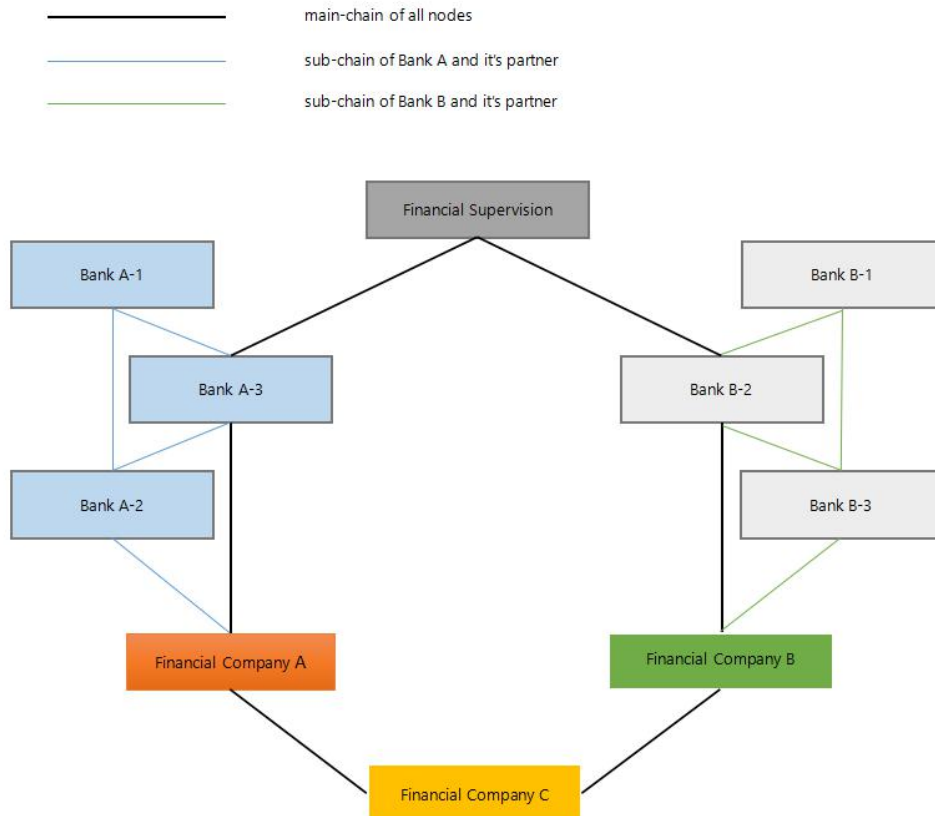 main-chain of all nodes
sub-chain of Bank A and it's partner
sub-chain of Bank B and it's partner
Financial Supervision
Bank A-1
Bank B-1
Bank A-3
Bank B-2
Bank A-2
Bank B-3
Financial Company A
Financial Company B
Financial Company C